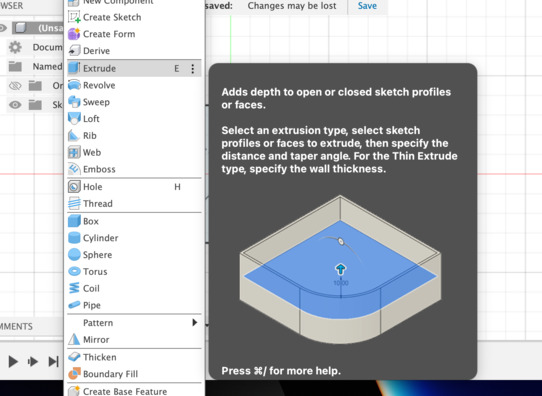 WSER
(Unsa
Docum
Named
Or
Sk
MMENTS
New Component
Create Sketch
Create Form
Derive
Extrude E
Revolve
Sweep
Loft
Rib
Web
Emboss
Hole H
Thread
Box
Cylinder
Sphere
Torus
Coil
Pipe
Pattern
Mirror
Thicken
Boundary Fill
Create Base Feature
saved: Changes may be lost Save
Adds depth to open or closed sketch profiles
or faces.
Select an extrusion type, select sketch
profiles or faces to extrude, then specify the
distance and taper angle. For the Thin Extrude
type, specify the wall thickness.
10.00
Press ⌘/ for more help.